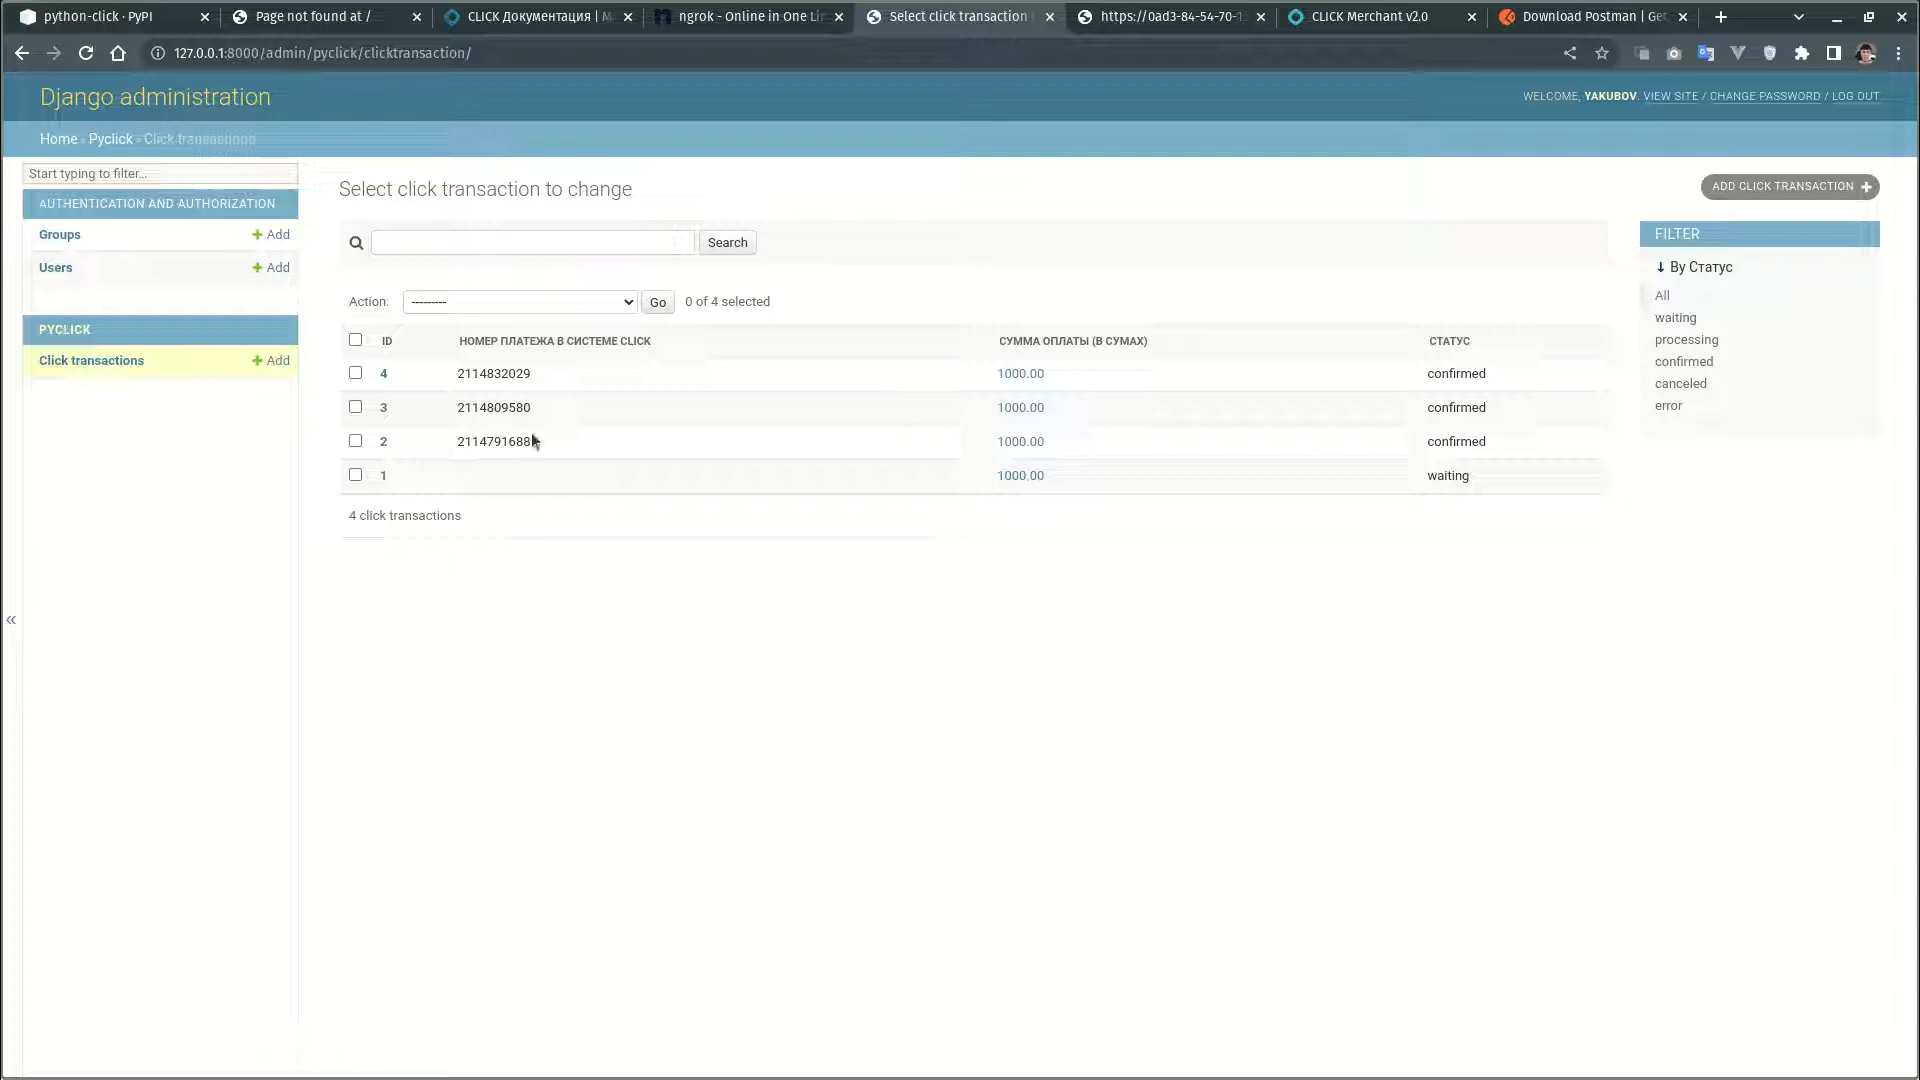 python-click · PyPI
Page not found at /
CLICK Документация | M
ngrok - Online in One Li
Select click transaction
https://0ad3-84-54-70-1
CLICK Merchant v2.0
Download Postman | Get
127.0.0.1:8000/admin/pyclick/clicktransaction/
Django administration
WELCOME, YAKUBOV. VIEW SITE / CHANGE PASSWORD / LOG OUT
Home › Pyclick › Click
Start typing to filter...
AUTHENTICATION AND AUTHORIZATION
Groups + Add
Users + Add
PYCLICK
Click transactions + Add
«
Select click transaction to change
ADD CLICK TRANSACTION +
Search
Action: --------- Go 0 of 4 selected
ID НОМЕР ПЛАТЕЖА В СИСТЕМЕ CLICK СУММА ОПЛАТЫ (В СУМАХ) СТАТУС
4 2114832029 1000.00 confirmed
3 2114809580 1000.00 confirmed
2 2114791688 1000.00 confirmed
1 1000.00 waiting
4 click transactions
FILTER
↓ By Статус
All
waiting
processing
confirmed
canceled
error